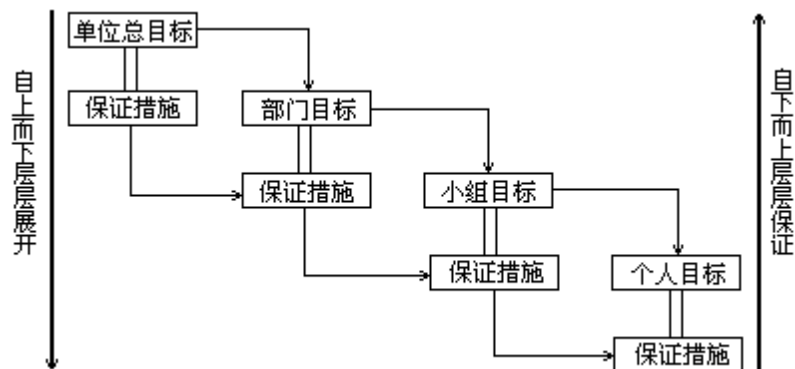 单位总目标
自上而下层层展开
自下而上层层保证
保证措施
部门目标
保证措施
小组目标
保证措施
个人目标
保证措施